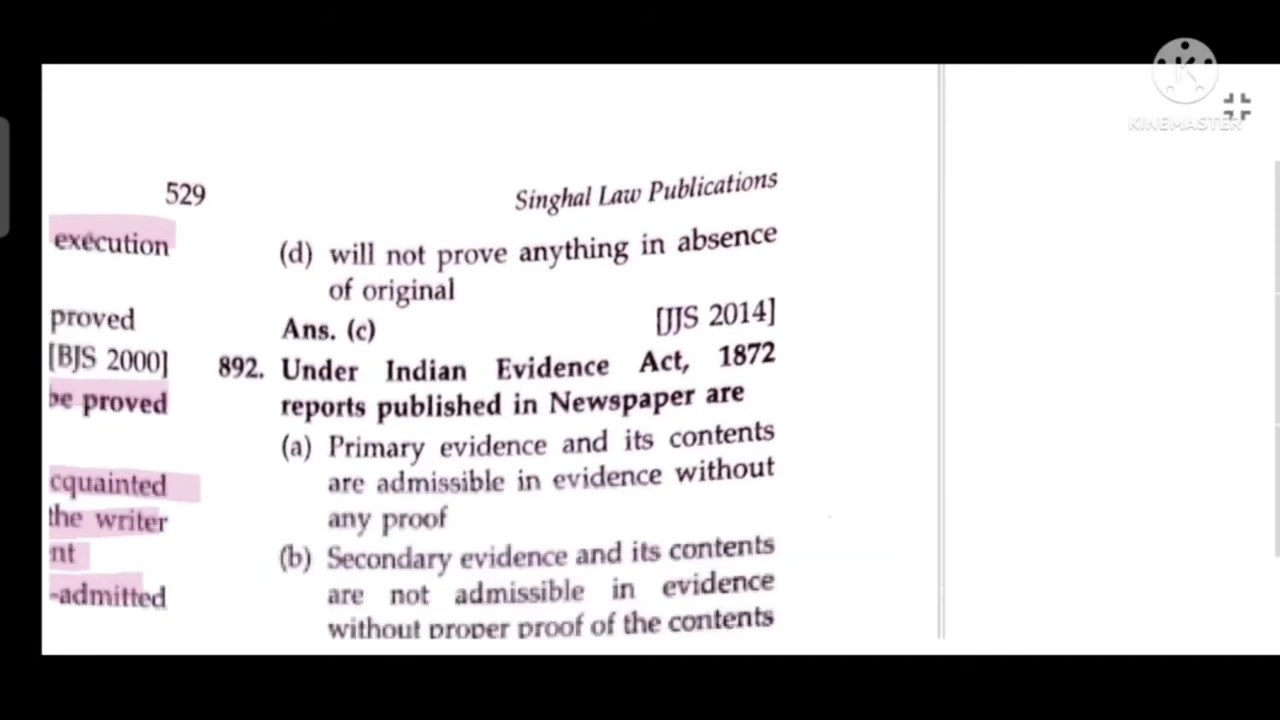 KINEMASTER
529
Singhal Law Publications
execution
proved
[BJS 2000]
be proved
cquainted
the writer
nt
-admitted
(d) will not prove anything in absence
of original
Ans. (c) [JJS 2014]
892. Under Indian Evidence Act, 1872
reports published in Newspaper are
(a) Primary evidence and its contents
are admissible in evidence without
any proof
(b) Secondary evidence and its contents
are not admissible in evidence
without proper proof of the contents